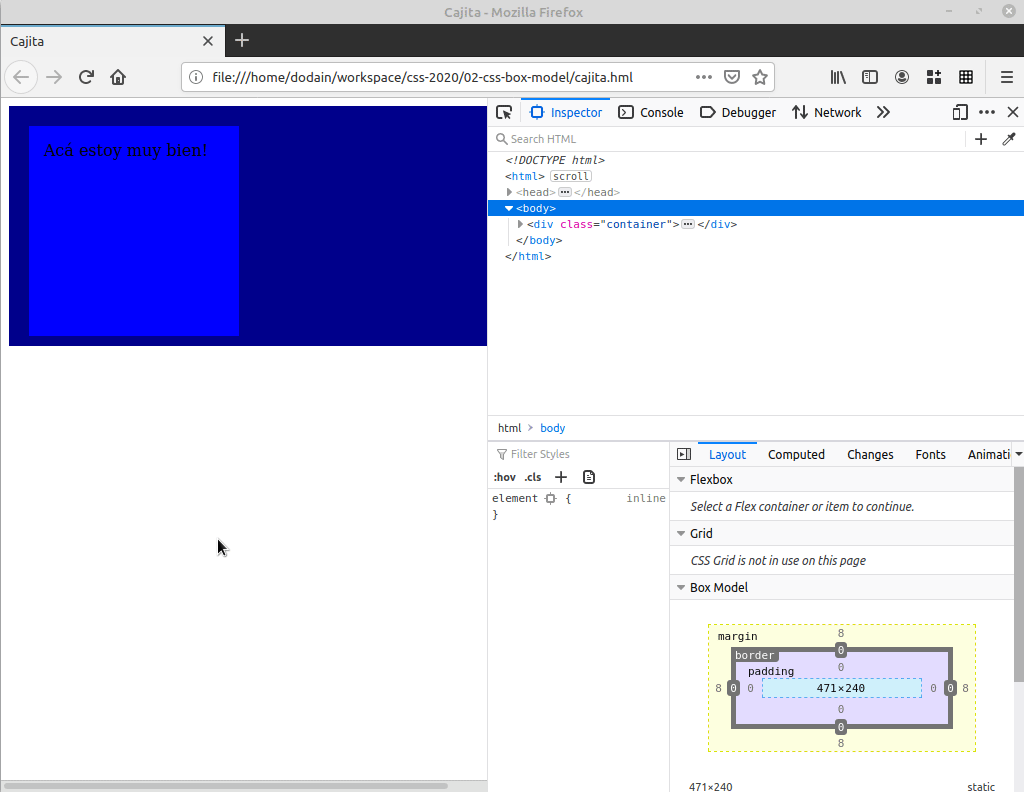 Cajita - Mozilla Firefox
Cajita
file:///home/dodain/workspace/css-2020/02-css-box-model/cajita.hml
Acá estoy muy bien!
Inspector Console Debugger Network
Search HTML
<!DOCTYPE html>
<html> scroll
<head> ••• </head>
<body>
<div class="container"> ••• </div>
</body>
</html>
html > body
Filter Styles
:hov .cls
element { inline
}
Layout Computed Changes Fonts Animati
Flexbox
Select a Flex container or item to continue.
Grid
CSS Grid is not in use on this page
Box Model
margin 8
border 0
padding 0
8 0 0 471×240 0 0 8
0
0
8
471×240 static